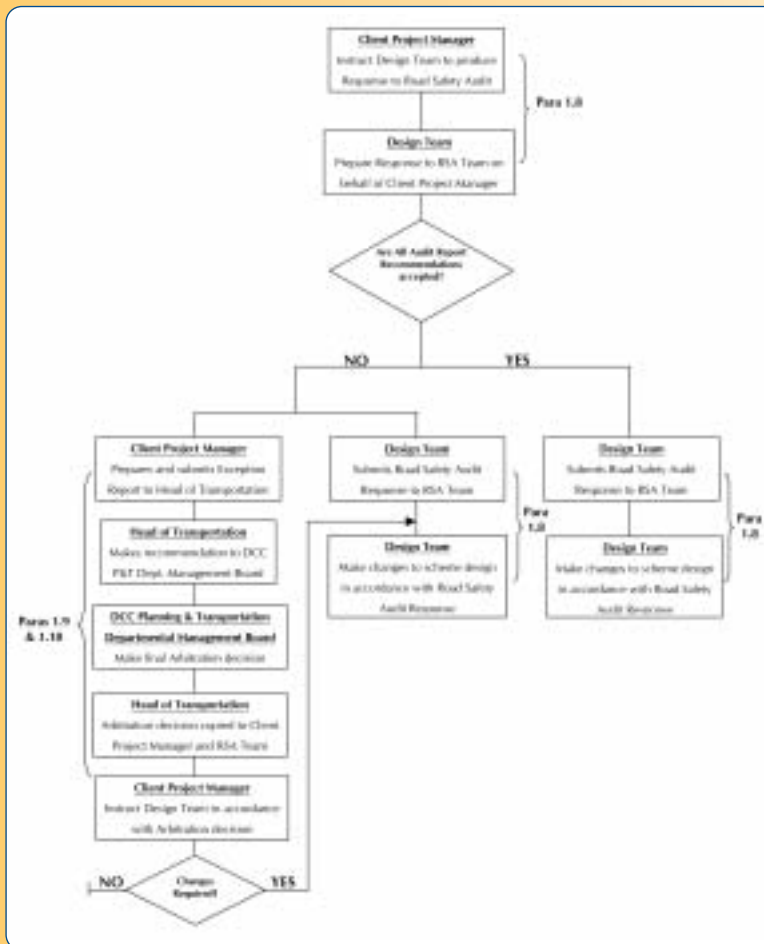 Client Project Manager
Instruct Design Team to produce
Response to Road Safety Audit
Para 1.8
Design Team
Prepare Response to RSA Team on
behalf of Client Project Manager
Are All Audit Report
Recommendations
accepted?
NO
YES
Client Project Manager
Prepares and submits Exception
Report to Head of Transportation
Head of Transportation
Makes recommendation to DCC
P&T Dept. Management Board
DCC Planning & Transportation
Departmental Management Board
Make final Arbitration decision
Head of Transportation
Arbitration decision copied to Client
Project Manager and RSA Team
Client Project Manager
Instruct Design Team in accordance
with Arbitration decision
Paras 1.9
& 1.10
Changes
Required?
NO
YES
Design Team
Submits Road Safety Audit
Response to RSA Team
Design Team
Make changes to scheme design
in accordance with Road Safety
Audit Response
Para
1.8
Design Team
Submits Road Safety Audit
Response to RSA Team
Design Team
Make changes to scheme design
in accordance with Road Safety
Audit Response
Para
1.8